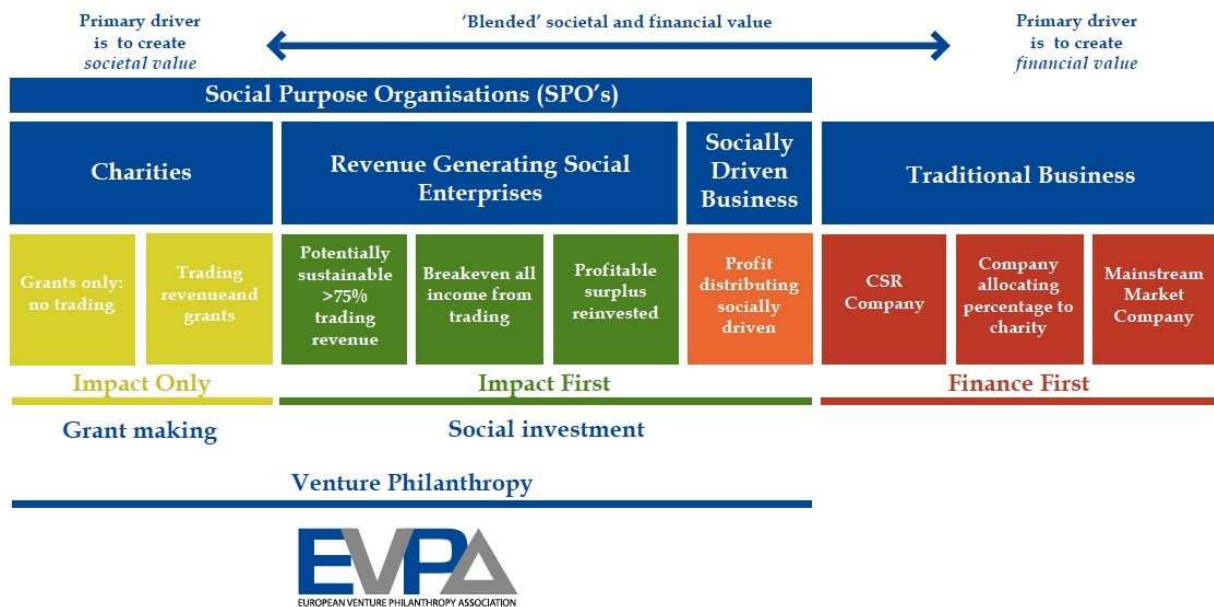 Primary driver
is to create
societal value
'Blended' societal and financial value
Primary driver
is to create
financial value
Social Purpose Organisations (SPO's)
Charities
Revenue Generating Social
Enterprises
Socially
Driven
Business
Traditional Business
Grants only:
no trading
Trading
revenueand
grants
Potentially
sustainable
>75%
trading
revenue
Breakeven all
income from
trading
Profitable
surplus
reinvested
Profit
distributing
socially
driven
CSR
Company
Company
allocating
percentage to
charity
Mainstream
Market
Company
Impact Only
Impact First
Finance First
Grant making
Social investment
Venture Philanthropy
EVPA
EUROPEAN VENTURE PHILANTHROPY ASSOCIATION